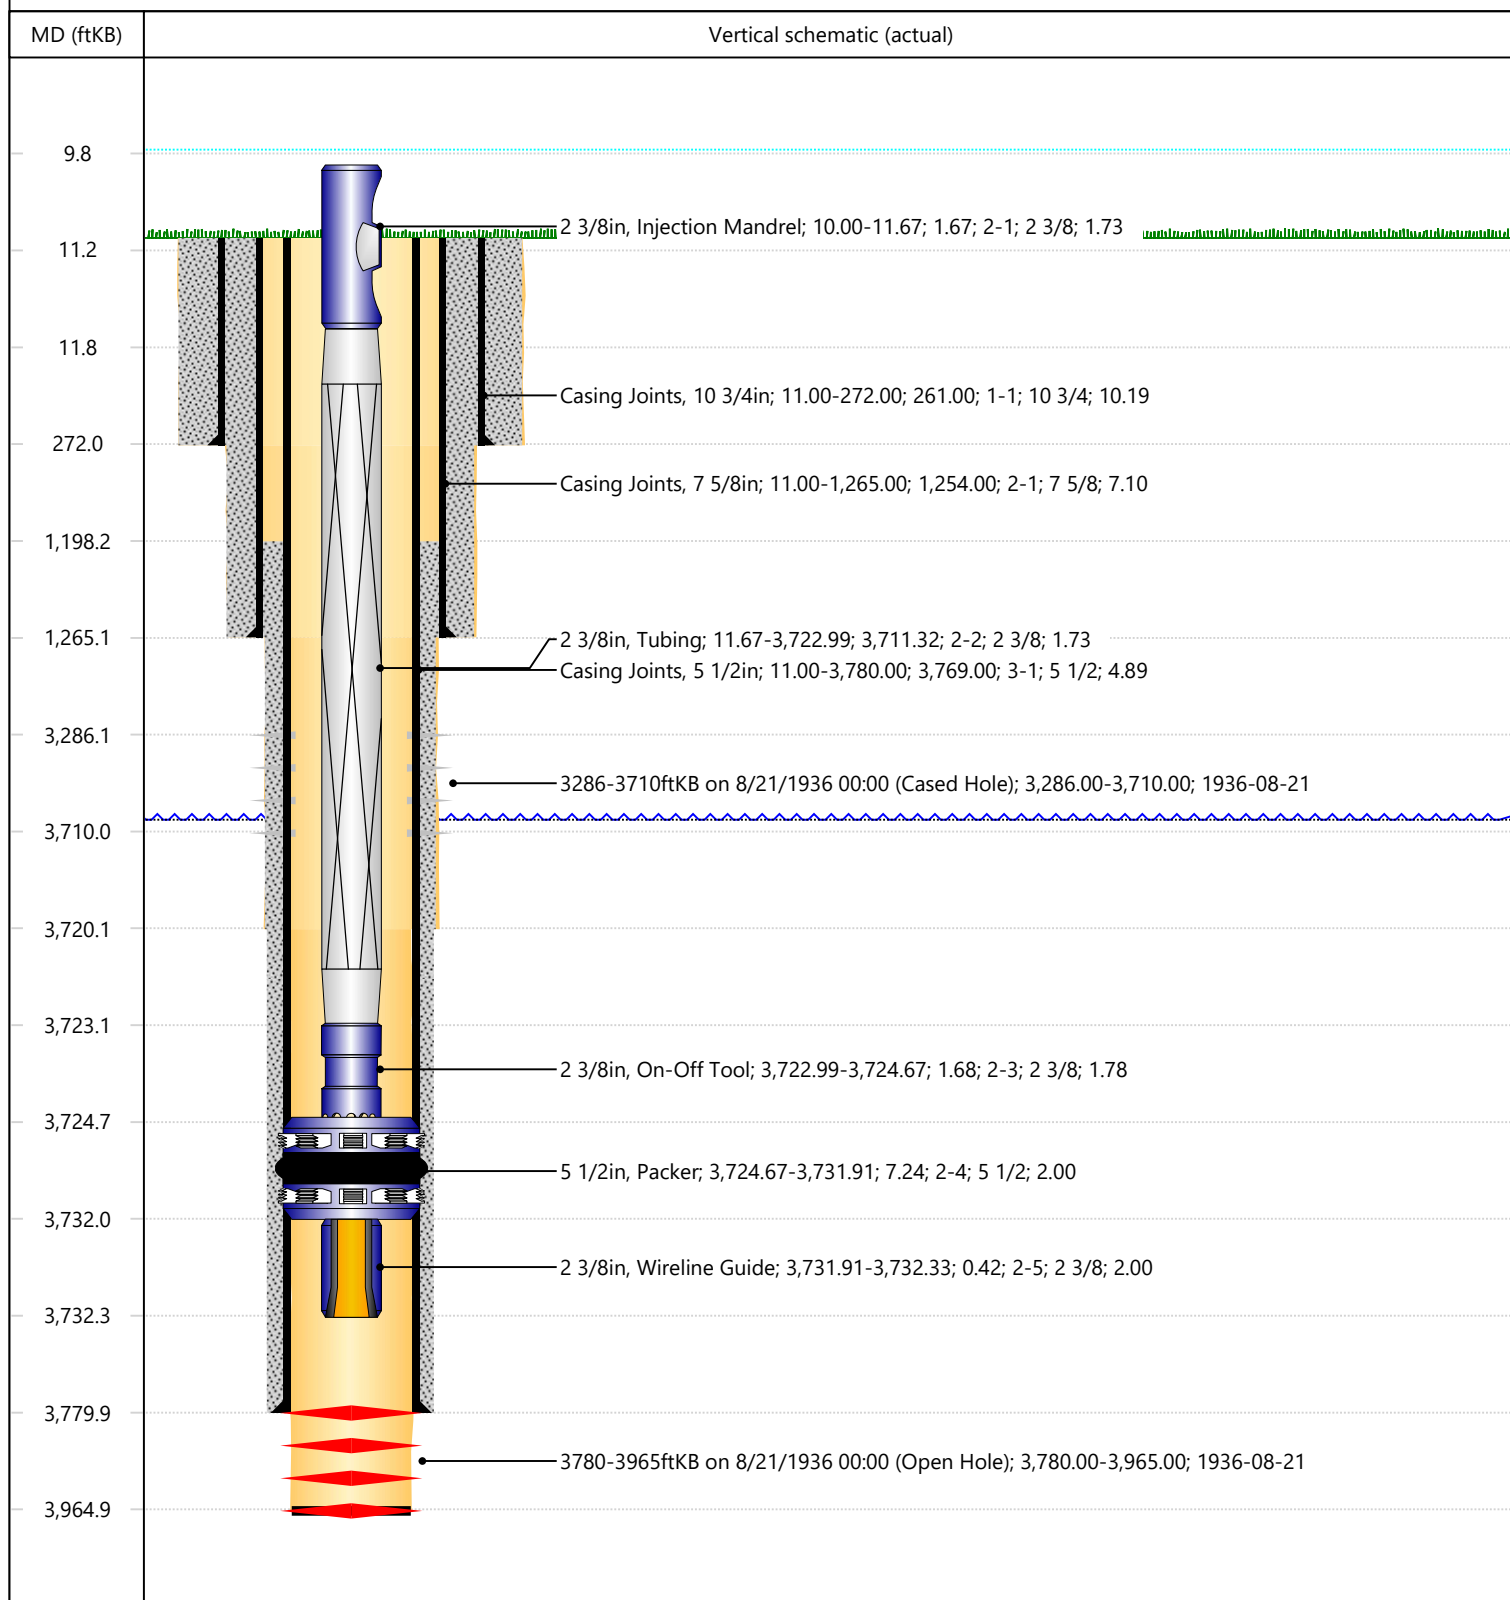 MD (ftKB)
Vertical schematic (actual)
9.8
2 3/8in, Injection Mandrel; 10.00-11.67; 1.67; 2-1; 2 3/8; 1.73
11.2
11.8
Casing Joints, 10 3/4in; 11.00-272.00; 261.00; 1-1; 10 3/4; 10.19
272.0
Casing Joints, 7 5/8in; 11.00-1,265.00; 1,254.00; 2-1; 7 5/8; 7.10
1,198.2
1,265.1
2 3/8in, Tubing; 11.67-3,722.99; 3,711.32; 2-2; 2 3/8; 1.73
Casing Joints, 5 1/2in; 11.00-3,780.00; 3,769.00; 3-1; 5 1/2; 4.89
3,286.1
3286-3710ftKB on 8/21/1936 00:00 (Cased Hole); 3,286.00-3,710.00; 1936-08-21
3,710.0
3,720.1
3,723.1
2 3/8in, On-Off Tool; 3,722.99-3,724.67; 1.68; 2-3; 2 3/8; 1.78
3,724.7
5 1/2in, Packer; 3,724.67-3,731.91; 7.24; 2-4; 5 1/2; 2.00
3,732.0
2 3/8in, Wireline Guide; 3,731.91-3,732.33; 0.42; 2-5; 2 3/8; 2.00
3,732.3
3,779.9
3780-3965ftKB on 8/21/1936 00:00 (Open Hole); 3,780.00-3,965.00; 1936-08-21
3,964.9